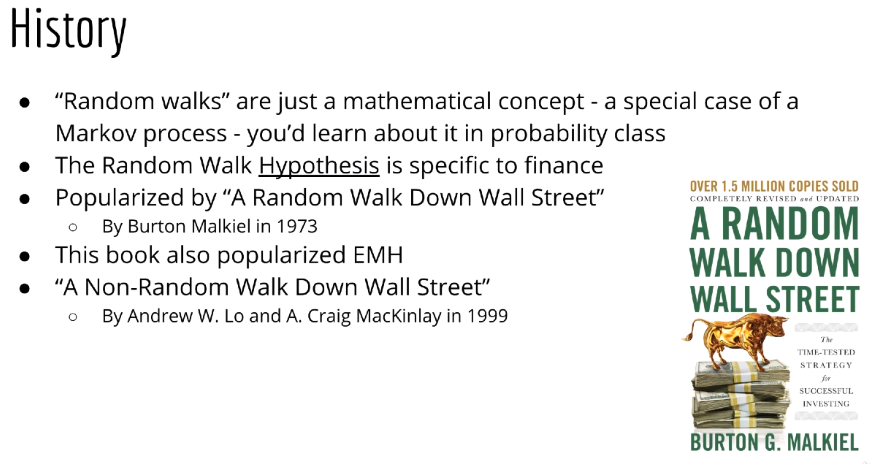 History
● “Random walks” are just a mathematical concept - a special case of a
Markov process - you’d learn about it in probability class
● The Random Walk Hypothesis is specific to finance
● Popularized by “A Random Walk Down Wall Street”
○ By Burton Malkiel in 1973
● This book also popularized EMH
● “A Non-Random Walk Down Wall Street”
○ By Andrew W. Lo and A. Craig MacKinlay in 1999
OVER 1.5 MILLION COPIES SOLD
COMPLETELY REVISED and UPDATED
A RANDOM
WALK DOWN
WALL STREET
The
TIME-TESTED
STRATEGY
for
SUCCESSFUL
INVESTING
BURTON G. MALKIEL